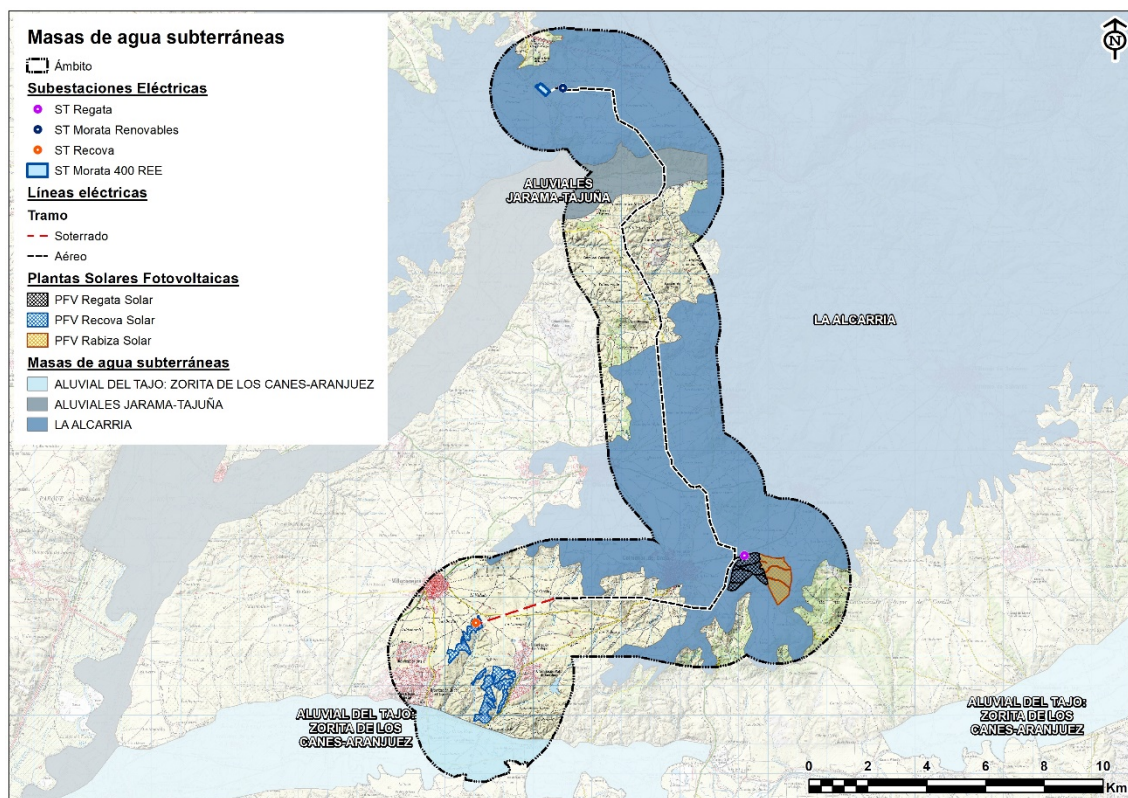 Masas de agua subterráneas
Ámbito
Subestaciones Eléctricas
ST Regata
ST Morata Renovables
ST Recova
ST Morata 400 REE
Líneas eléctricas
Tramo
Soterrado
Aéreo
Plantas Solares Fotovoltaicas
PFV Regata Solar
PFV Recova Solar
PFV Rabiza Solar
Masas de agua subterráneas
ALUVIAL DEL TAJO: ZORITA DE LOS CANES-ARANJUEZ
ALUVIALES JARAMA-TAJUÑA
LA ALCARRIA
N
ALUVIALES
JARAMA-TAJUÑA
LA ALCARRIA
ALUVIAL DEL TAJO:
ZORITA DE LOS
CANES-ARANJUEZ
ALUVIAL DEL TAJO:
ZORITA DE LOS
CANES-ARANJUEZ
0 2 4 6 8 10
Km